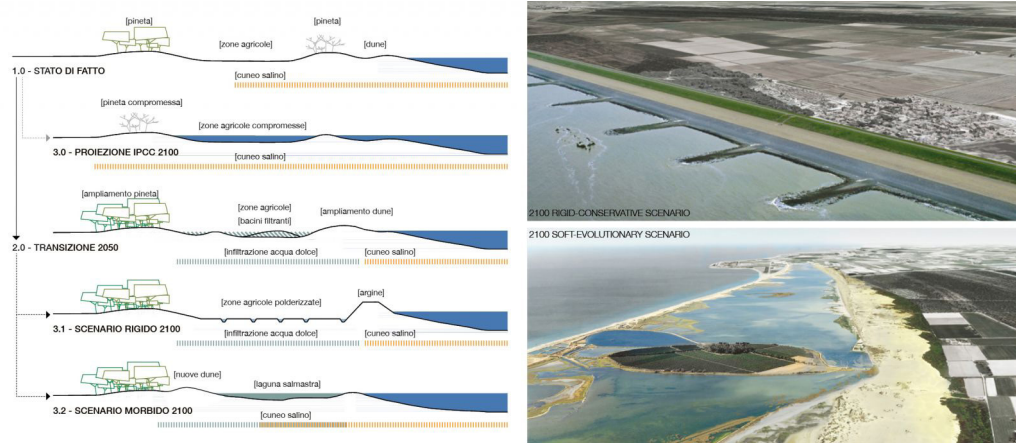 [pineta]
[pineta]
[zone agricole]
[dune]
1.0 - STATO DI FATTO
[cuneo salino]
[pineta compromessa]
[zone agricole compromesse]
3.0 - PROIEZIONE IPCC 2100
[cuneo salino]
[ampliamento pineta]
[zone agricole]
[bacini filtranti]
[ampliamento dune]
2.0 - TRANSIZIONE 2050
[infiltrazione acqua dolce]
[cuneo salino]
[zone agricole polderizzate]
[argine]
3.1 - SCENARIO RIGIDO 2100
[infiltrazione acqua dolce]
[cuneo salino]
[nuove dune]
[laguna salmastra]
3.2 - SCENARIO MORBIDO 2100
[cuneo salino]
2100 RIGID-CONSERVATIVE SCENARIO
2100 SOFT-EVOLUTIONARY SCENARIO